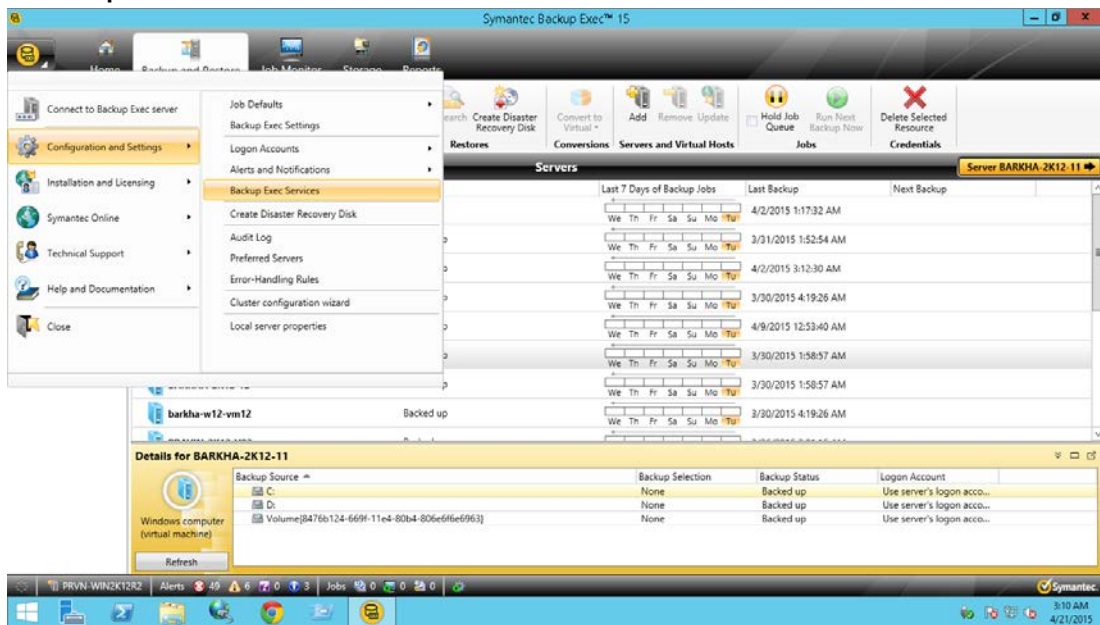 Symantec Backup Exec™ 15
Home Backup and Restore Job Monitor Storage Reports
Connect to Backup Exec server
Configuration and Settings
Installation and Licensing
Symantec Online
Technical Support
Help and Documentation
Close
Job Defaults
Backup Exec Settings
Logon Accounts
Alerts and Notifications
Backup Exec Services
Create Disaster Recovery Disk
Audit Log
Preferred Servers
Error-Handling Rules
Cluster configuration wizard
Local server properties
Create Disaster
Recovery Disk
Restores
Convert to
Virtual
Conversions
Add Remove Update
Servers and Virtual Hosts
Hold Job
Queue
Run Next
Backup Now
Jobs
Delete Selected
Resource
Credentials
Servers
Server BARKHA-2K12-11
Last 7 Days of Backup Jobs Last Backup Next Backup
We Th Fr Sa Su Mo Tu 4/2/2015 1:17:32 AM
We Th Fr Sa Su Mo Tu 3/31/2015 1:52:54 AM
We Th Fr Sa Su Mo Tu 4/2/2015 3:12:30 AM
We Th Fr Sa Su Mo Tu 3/30/2015 4:19:26 AM
We Th Fr Sa Su Mo Tu 4/9/2015 12:53:40 AM
We Th Fr Sa Su Mo Tu 3/30/2015 1:58:57 AM
We Th Fr Sa Su Mo Tu 3/30/2015 1:58:57 AM
barkha-w12-vm12 Backed up We Th Fr Sa Su Mo Tu 3/30/2015 4:19:26 AM
Details for BARKHA-2K12-11
Windows computer
(virtual machine)
Refresh
Backup Source Backup Selection Backup Status Logon Account
C: None Backed up Use server's logon acco...
D: None Backed up Use server's logon acco...
Volume{8476b124-669f-11e4-80b4-806e6f6e6963} None Backed up Use server's logon acco...
PRVN-WIN2K12R2 Alerts 49 6 0 3 Jobs 0 0 0
Symantec.
3:10 AM
4/21/2015